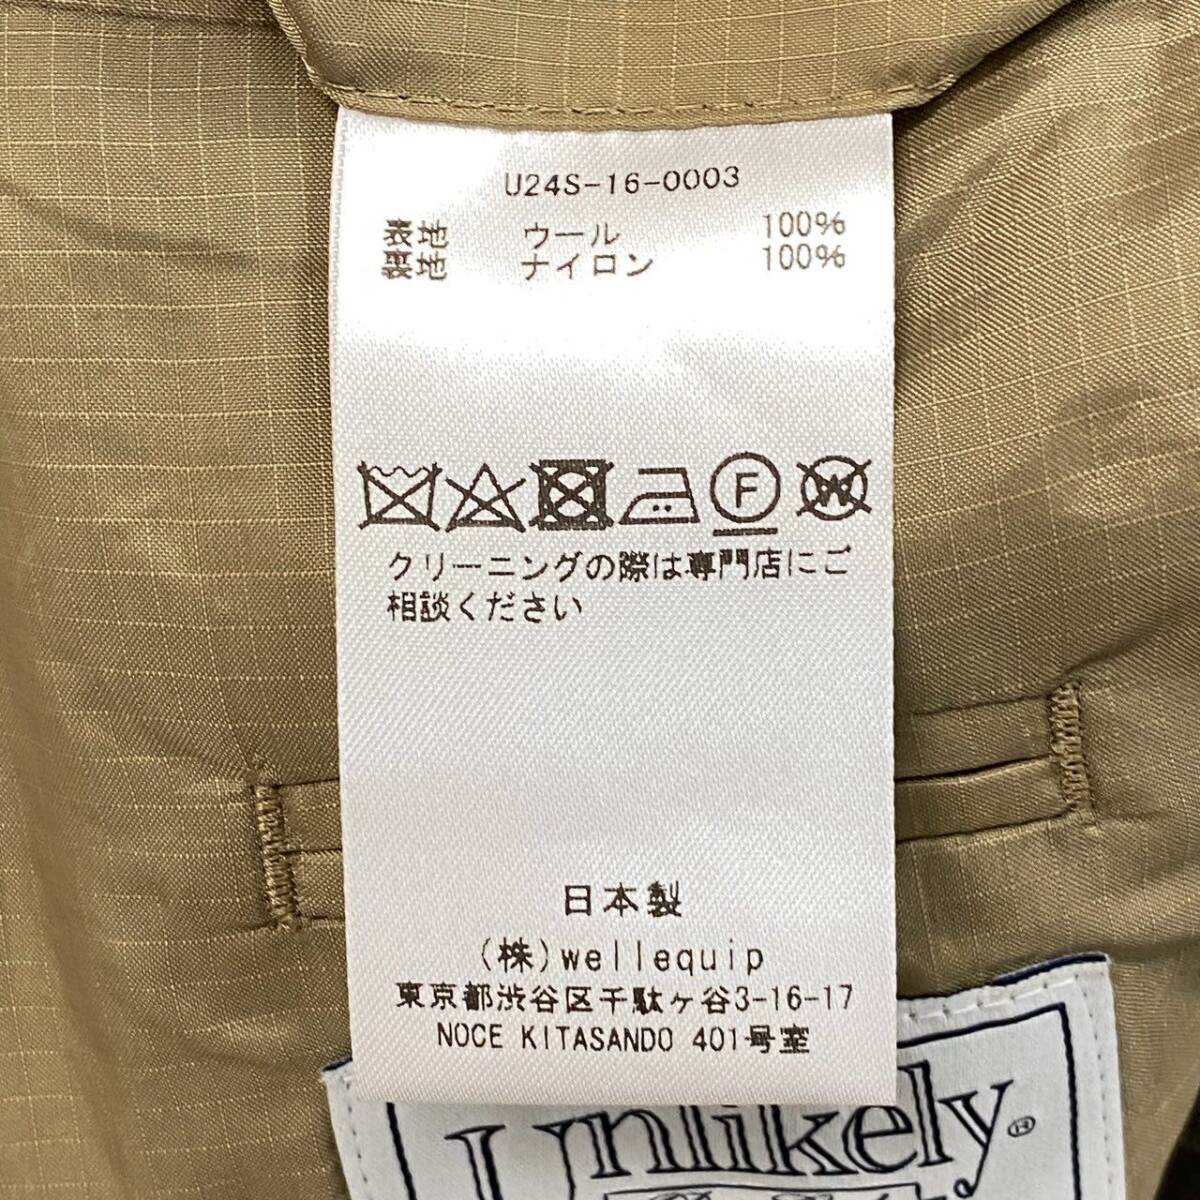 U24S-16-0003
表地 ウール 100%
裏地 ナイロン 100%
F W
クリーニングの際は専門店にご
相談ください
日本製
(株)wellequip
東京都渋谷区千駄ヶ谷3-16-17
NOCE KITASANDO 401号室
Unlikely®